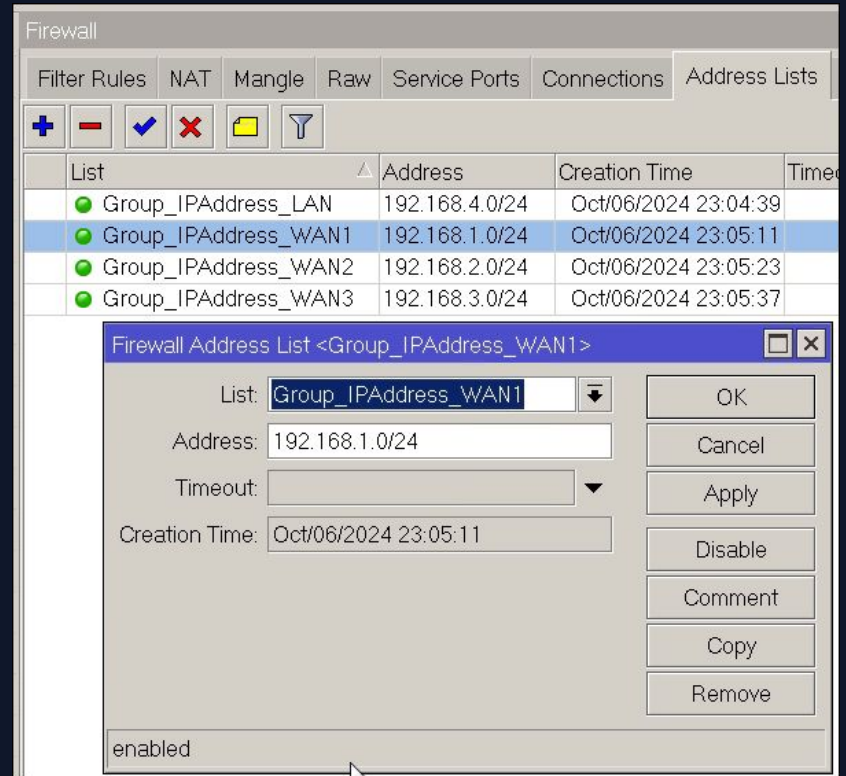 Firewall
Filter Rules NAT Mangle Raw Service Ports Connections Address Lists
List Address Creation Time
Group_IPAddress_LAN 192.168.4.0/24 Oct/06/2024 23:04:39
Group_IPAddress_WAN1 192.168.1.0/24 Oct/06/2024 23:05:11
Group_IPAddress_WAN2 192.168.2.0/24 Oct/06/2024 23:05:23
Group_IPAddress_WAN3 192.168.3.0/24 Oct/06/2024 23:05:37
Firewall Address List <Group_IPAddress_WAN1>
List: Group_IPAddress_WAN1 OK
Address: 192.168.1.0/24 Cancel
Timeout: Apply
Creation Time: Oct/06/2024 23:05:11
Disable
Comment
Copy
Remove
enabled